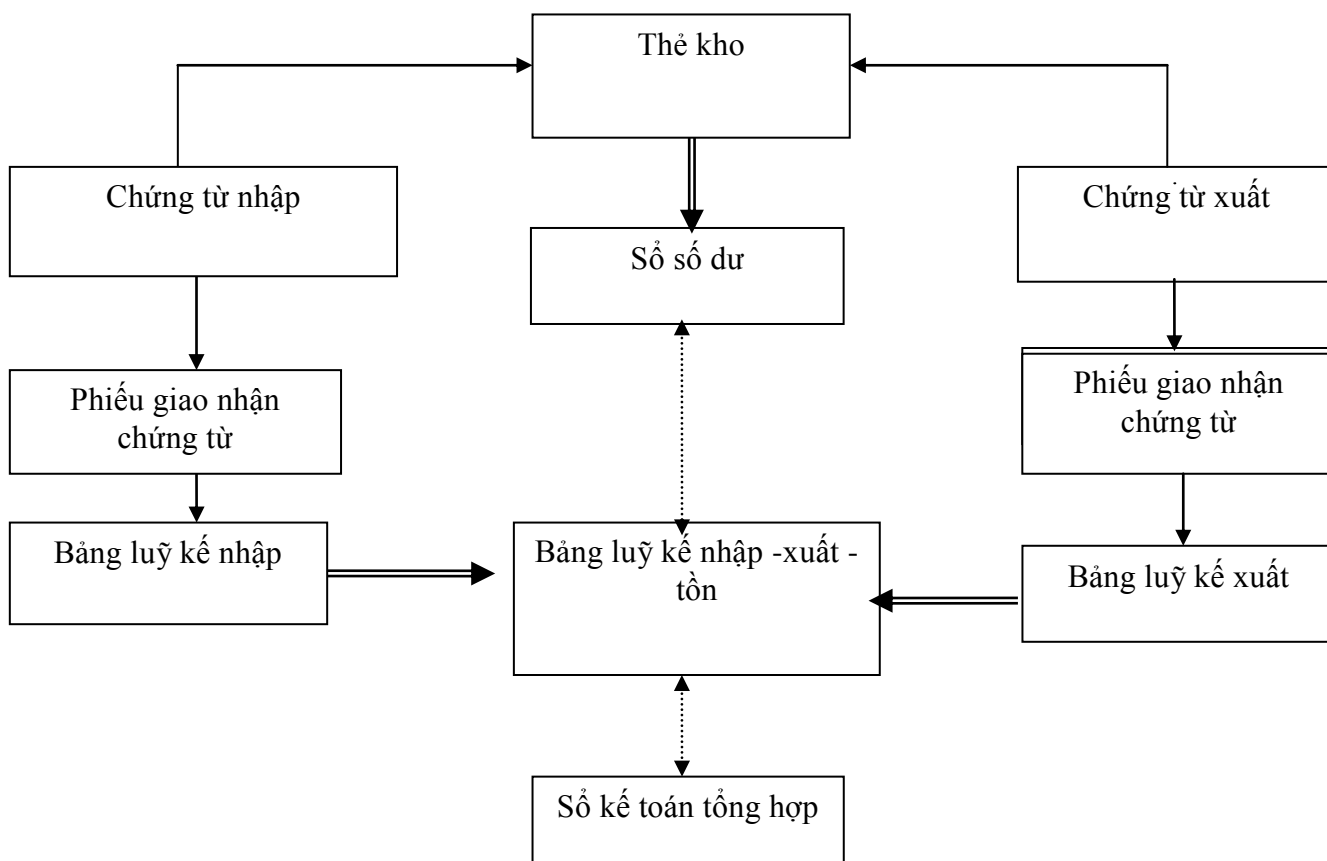 Thẻ kho
Chứng từ nhập
Chứng từ xuất
Sổ số dư
Phiếu giao nhận
chứng từ
Phiếu giao nhận
chứng từ
Bảng luỹ kế nhập
Bảng luỹ kế nhập -xuất -
tồn
Bảng luỹ kế xuất
Sổ kế toán tổng hợp